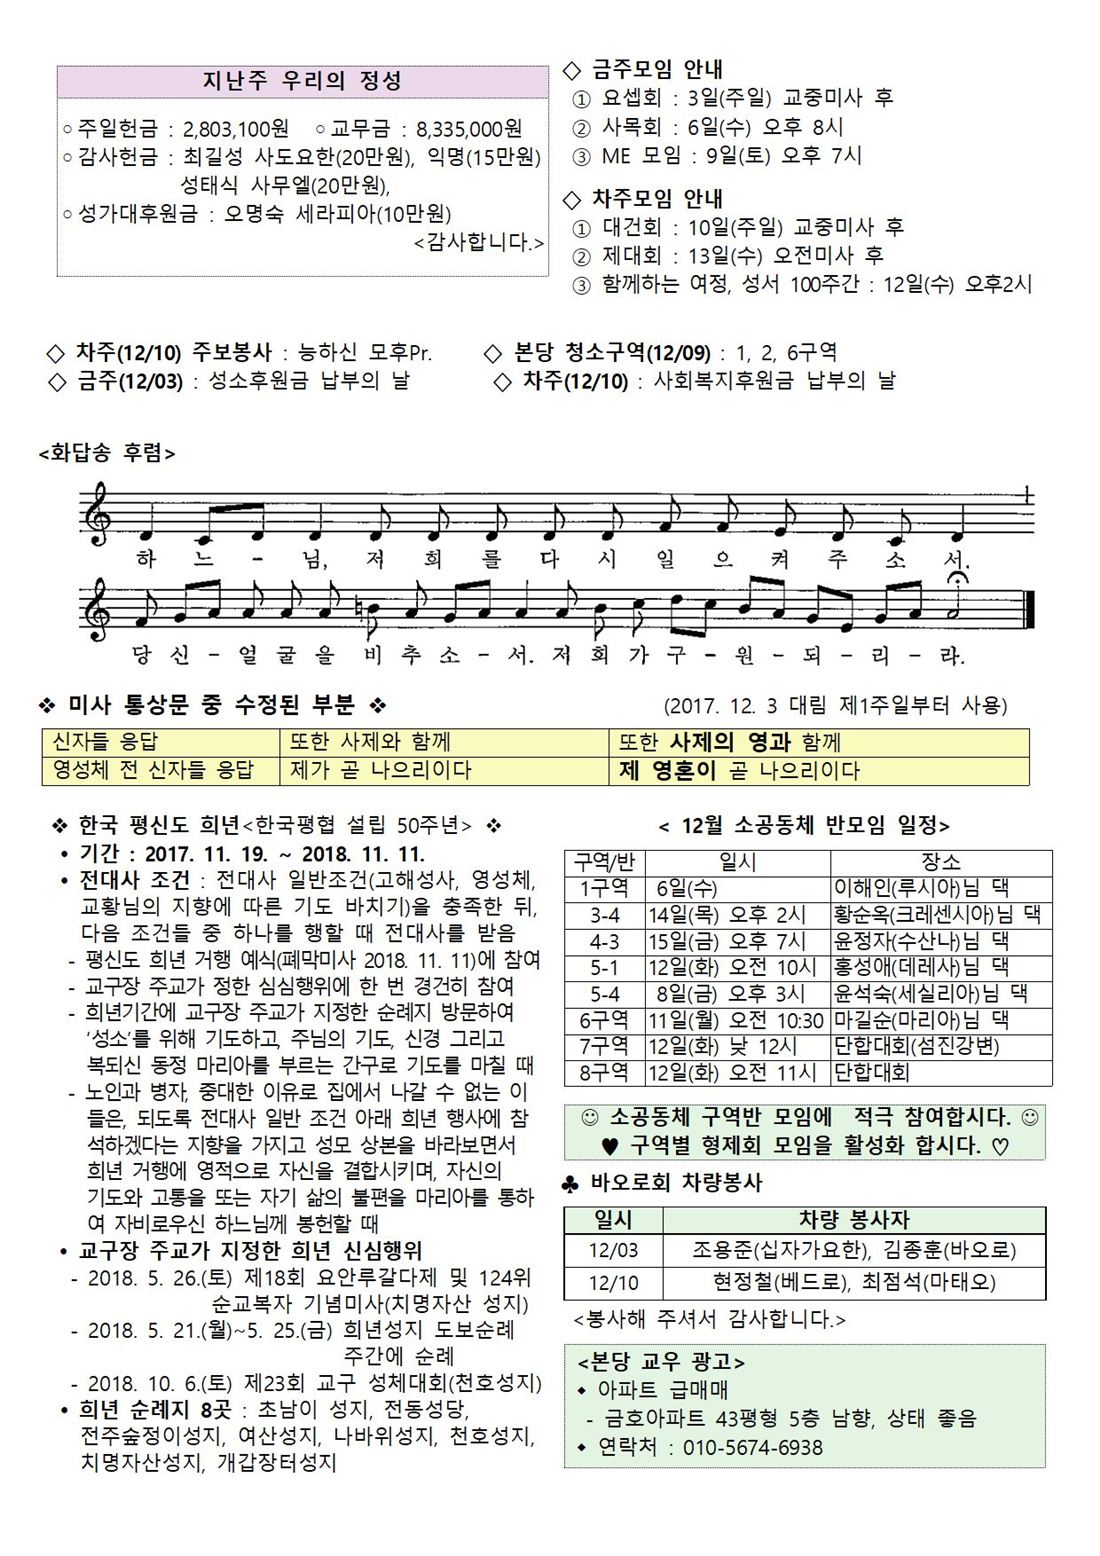 지난주 우리의 정성
○ 주일헌금 : 2,803,100원 ○ 교무금 : 8,335,000원
○ 감사헌금 : 최길성 사도요한(20만원), 익명(15만원)
성태식 사무엘(20만원),
○ 성가대후원금 : 오명숙 세라피아(10만원)
<감사합니다.>
◇ 금주모임 안내
① 요셉회 : 3일(주일) 교중미사 후
② 사목회 : 6일(수) 오후 8시
③ ME 모임 : 9일(토) 오후 7시
◇ 차주모임 안내
① 대건회 : 10일(주일) 교중미사 후
② 제대회 : 13일(수) 오전미사 후
③ 함께하는 여정, 성서 100주간 : 12일(수) 오후2시
◇ 차주(12/10) 주보봉사 : 능하신 모후Pr. ◇ 본당 청소구역(12/09) : 1, 2, 6구역
◇ 금주(12/03) : 성소후원금 납부의 날 ◇ 차주(12/10) : 사회복지후원금 납부의 날
<화답송 후렴>
하 느 - 님, 저 희 를 다 시 일 으 켜 주 소 서.
당 신 - 얼 굴 을 비 추 소 - 서. 저 희 가 구 - 원 - 되 - 리 - 라.
❖ 미사 통상문 중 수정된 부분 ❖ (2017. 12. 3 대림 제1주일부터 사용)
신자들 응답 또한 사제와 함께 또한 사제의 영과 함께
영성체 전 신자들 응답 제가 곧 나으리이다 제 영혼이 곧 나으리이다
❖ 한국 평신도 희년<한국평협 설립 50주년> ❖
• 기간 : 2017. 11. 19. ~ 2018. 11. 11.
• 전대사 조건 : 전대사 일반조건(고해성사, 영성체,
교황님의 지향에 따른 기도 바치기)을 충족한 뒤,
다음 조건들 중 하나를 행할 때 전대사를 받음
- 평신도 희년 거행 예식(폐막미사 2018. 11. 11)에 참여
- 교구장 주교가 정한 심심행위에 한 번 경건히 참여
- 희년기간에 교구장 주교가 지정한 순례지 방문하여
‘성소’를 위해 기도하고, 주님의 기도, 신경 그리고
복되신 동정 마리아를 부르는 간구로 기도를 마칠 때
- 노인과 병자, 중대한 이유로 집에서 나갈 수 없는 이
들은, 되도록 전대사 일반 조건 아래 희년 행사에 참
석하겠다는 지향을 가지고 성모 상본을 바라보면서
희년 거행에 영적으로 자신을 결합시키며, 자신의
기도와 고통을 또는 자기 삶의 불편을 마리아를 통하
여 자비로우신 하느님께 봉헌할 때
• 교구장 주교가 지정한 희년 신심행위
- 2018. 5. 26.(토) 제18회 요안루갈다제 및 124위
순교복자 기념미사(치명자산 성지)
- 2018. 5. 21.(월)~5. 25.(금) 희년성지 도보순례
주간에 순례
- 2018. 10. 6.(토) 제23회 교구 성체대회(천호성지)
• 희년 순례지 8곳 : 초남이 성지, 전동성당,
전주숲정이성지, 여산성지, 나바위성지, 천호성지,
치명자산성지, 개갑장터성지
< 12월 소공동체 반모임 일정>
구역/반 일시 장소
1구역 6일(수) 이해인(루시아)님 댁
3-4 14일(목) 오후 2시 황순옥(크레센시아)님 댁
4-3 15일(금) 오후 7시 윤정자(수산나)님 댁
5-1 12일(화) 오전 10시 홍성애(데레사)님 댁
5-4 8일(금) 오후 3시 윤석숙(세실리아)님 댁
6구역 11일(월) 오전 10:30 마길순(마리아)님 댁
7구역 12일(화) 낮 12시 단합대회(섬진강변)
8구역 12일(화) 오전 11시 단합대회
☺ 소공동체 구역반 모임에 적극 참여합시다. ☺
♥ 구역별 형제회 모임을 활성화 합시다. ♡
♣ 바오로회 차량봉사
일시 차량 봉사자
12/03 조용준(십자가요한), 김종훈(바오로)
12/10 현정철(베드로), 최점석(마태오)
<봉사해 주셔서 감사합니다.>
<본당 교우 광고>
◆ 아파트 급매매
- 금호아파트 43평형 5층 남향, 상태 좋음
◆ 연락처 : 010-5674-6938